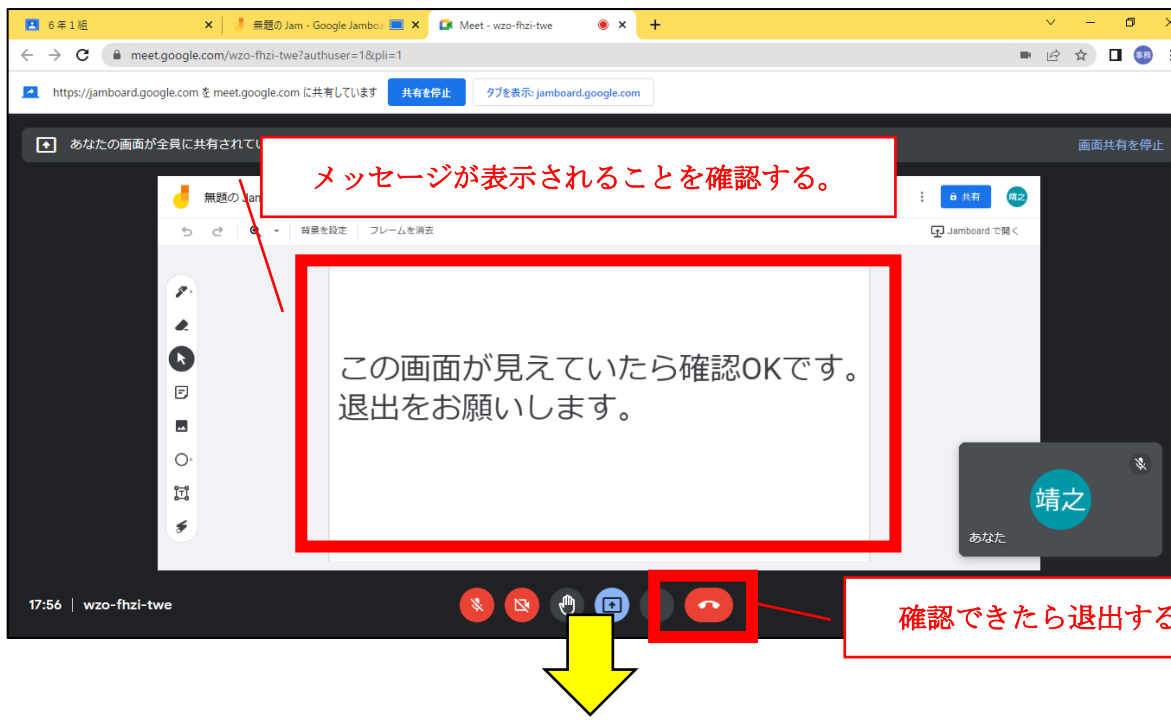 6年1組
無題の Jam - Google Jamboa
Meet - wzo-fhzi-twe
meet.google.com/wzo-fhzi-twe?authuser=1&pli=1
事務
https://jamboard.google.com を meet.google.com に共有しています
共有を停止
タブを表示: jamboard.google.com
あなたの画面が全員に共有されてい
画面共有を停止
メッセージが表示されることを確認する。
無題の Jam
共有
靖之
背景を設定
フレームを消去
Jamboard で開く
この画面が見えていたら確認OKです。
退出をお願いします。
靖之
あなた
17:56 | wzo-fhzi-twe
確認できたら退出する